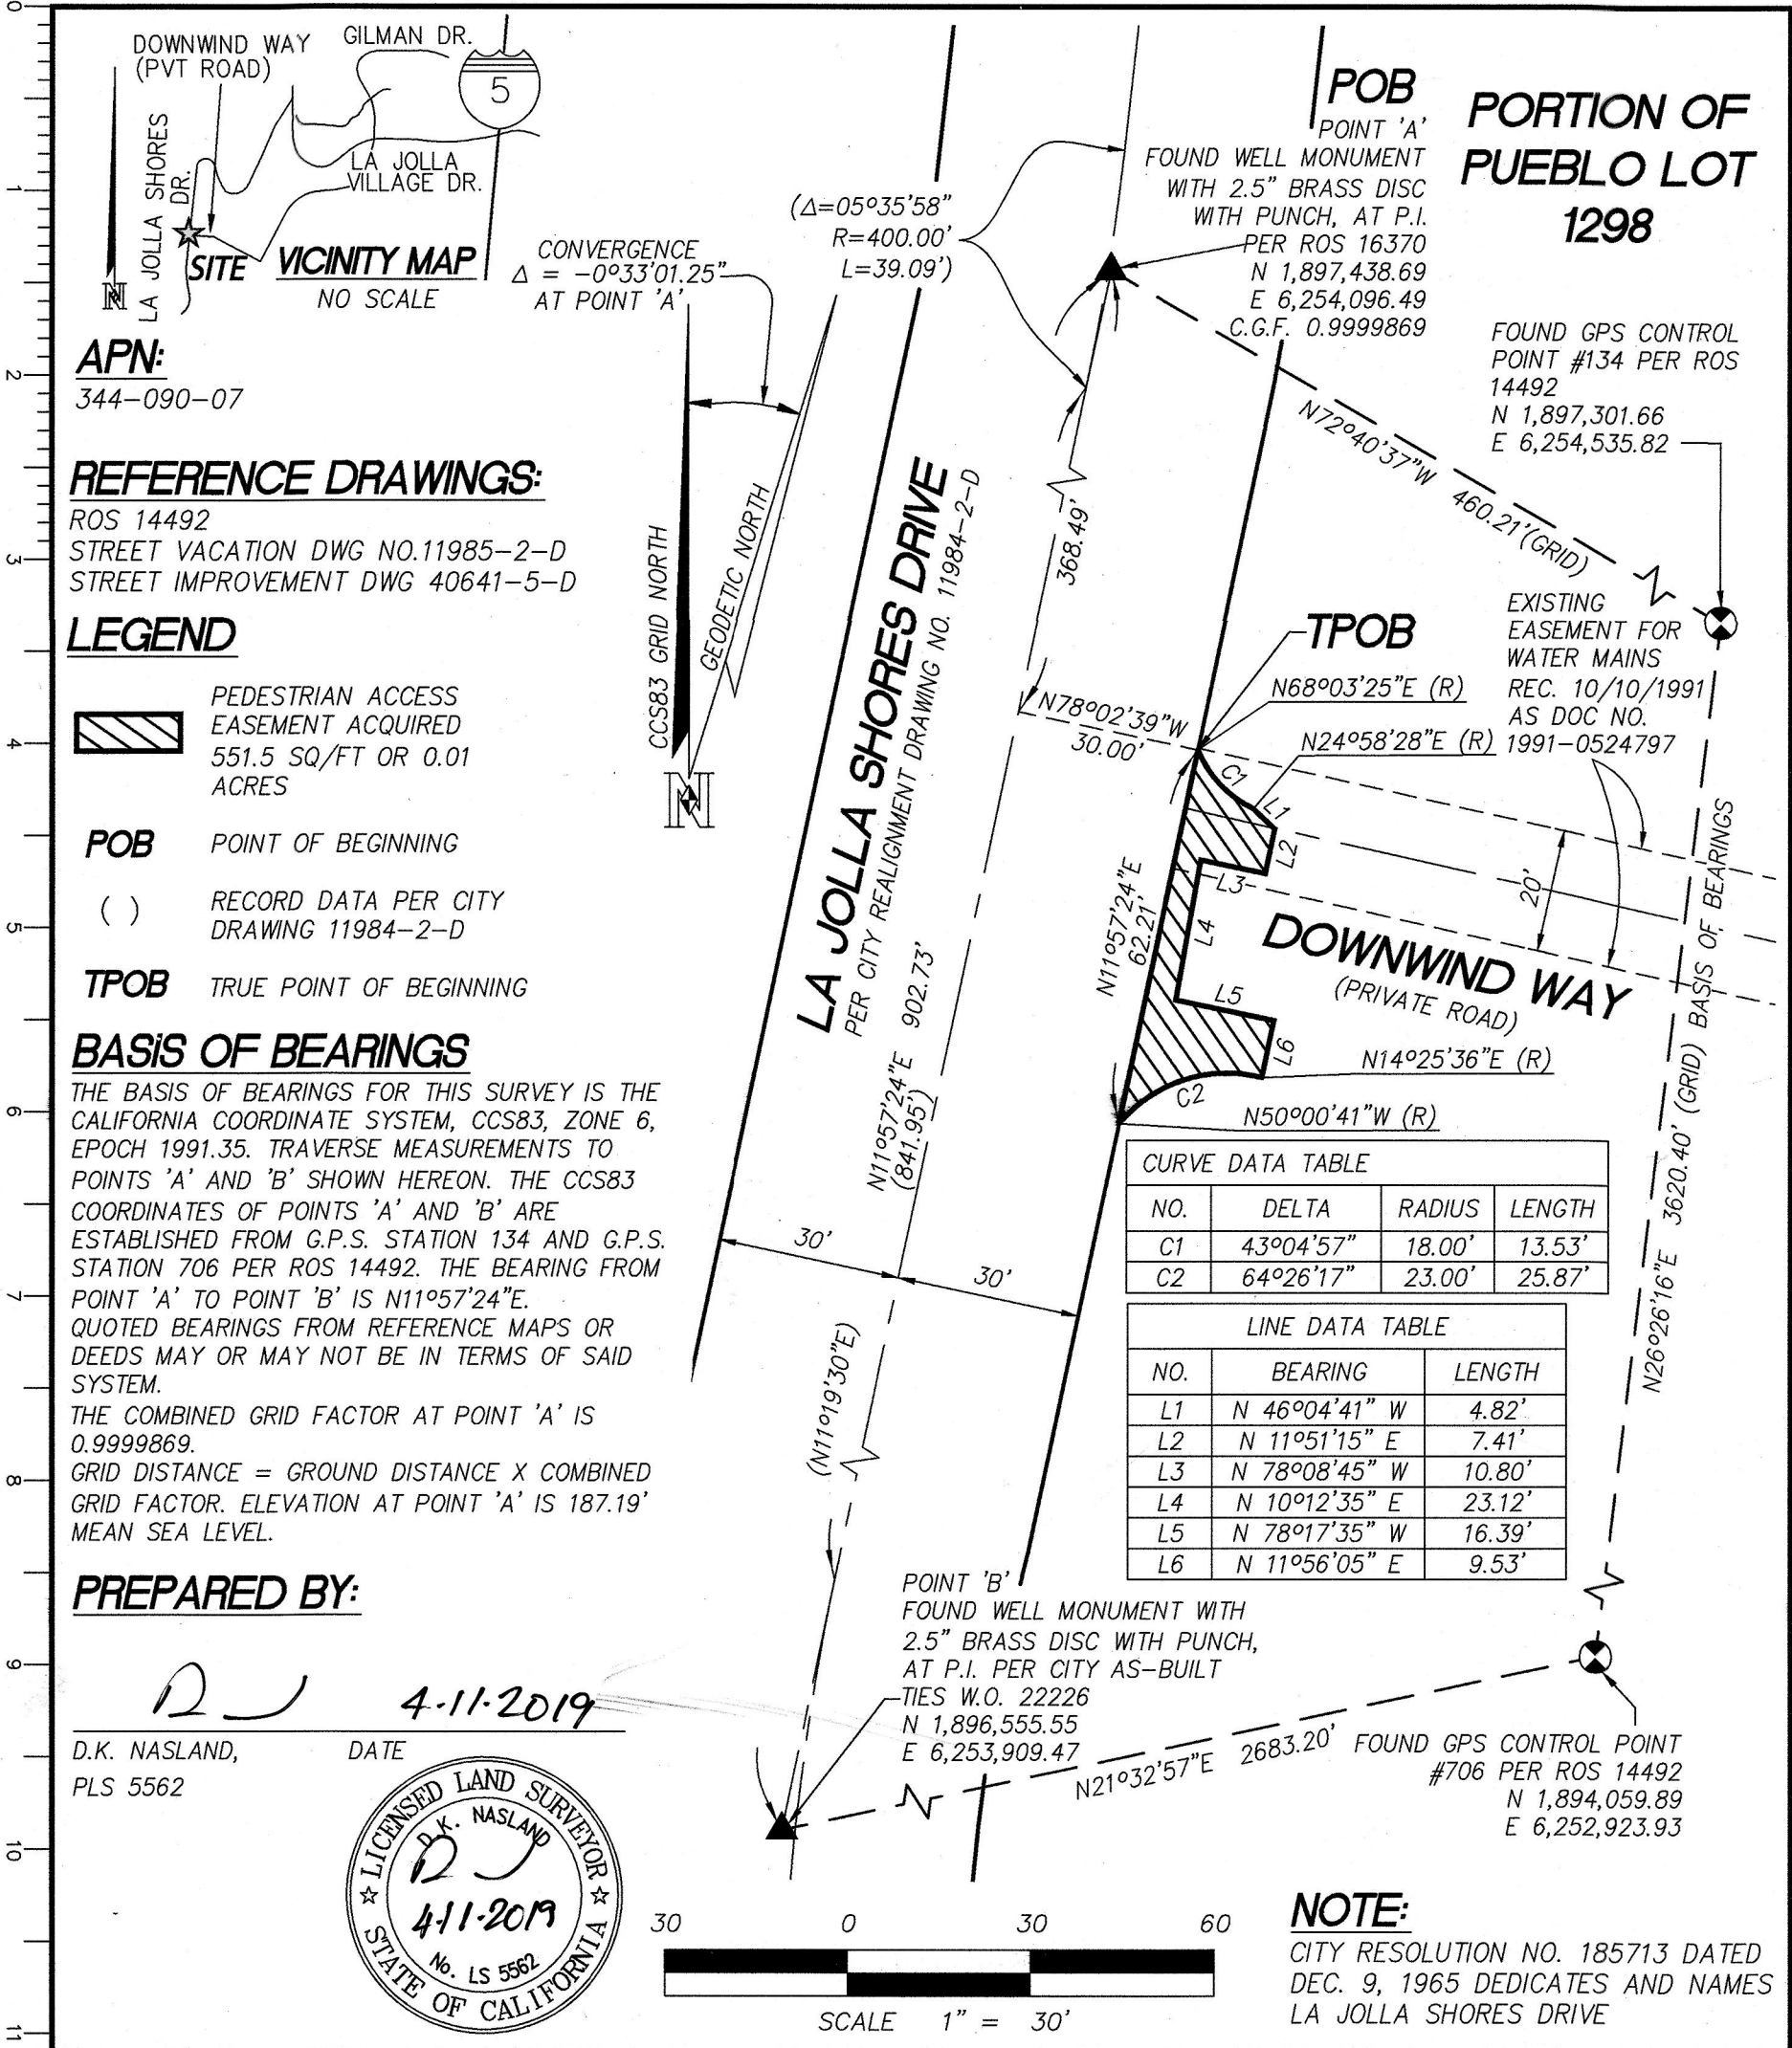 DOWNWIND WAY
(PVT ROAD)
GILMAN DR.
5
LA JOLLA SHORES
DR.
LA JOLLA
VILLAGE DR.
SITE
VICINITY MAP
NO SCALE
N
APN:
344-090-07
REFERENCE DRAWINGS:
ROS 14492
STREET VACATION DWG NO.11985-2-D
STREET IMPROVEMENT DWG 40641-5-D
LEGEND
PEDESTRIAN ACCESS
EASEMENT ACQUIRED
551.5 SQ/FT OR 0.01
ACRES
POB POINT OF BEGINNING
( ) RECORD DATA PER CITY
DRAWING 11984-2-D
TPOB TRUE POINT OF BEGINNING
BASIS OF BEARINGS
THE BASIS OF BEARINGS FOR THIS SURVEY IS THE
CALIFORNIA COORDINATE SYSTEM, CCS83, ZONE 6,
EPOCH 1991.35. TRAVERSE MEASUREMENTS TO
POINTS 'A' AND 'B' SHOWN HEREON. THE CCS83
COORDINATES OF POINTS 'A' AND 'B' ARE
ESTABLISHED FROM G.P.S. STATION 134 AND G.P.S.
STATION 706 PER ROS 14492. THE BEARING FROM
POINT 'A' TO POINT 'B' IS N11°57'24"E.
QUOTED BEARINGS FROM REFERENCE MAPS OR
DEEDS MAY OR MAY NOT BE IN TERMS OF SAID
SYSTEM.
THE COMBINED GRID FACTOR AT POINT 'A' IS
0.9999869.
GRID DISTANCE = GROUND DISTANCE X COMBINED
GRID FACTOR. ELEVATION AT POINT 'A' IS 187.19'
MEAN SEA LEVEL.
PREPARED BY:
4-11-2019
D.K. NASLAND, DATE
PLS 5562
LICENSED LAND SURVEYOR
D.K. NASLAND
4-11-2019
No. LS 5562
STATE OF CALIFORNIA
CONVERGENCE
Δ = -0°33'01.25"
AT POINT 'A'
CCS83 GRID NORTH
GEODETIC NORTH
N
(Δ=05°35'58"
R=400.00'
L=39.09')
LA JOLLA SHORES DRIVE
PER CITY REALIGNMENT DRAWING NO. 11984-2-D
368.49'
N11°57'24"E 902.73'
(841.95')
(N11°19'30"E)
30'
30'
POB
POINT 'A'
FOUND WELL MONUMENT
WITH 2.5" BRASS DISC
WITH PUNCH, AT P.I.
PER ROS 16370
N 1,897,438.69
E 6,254,096.49
C.G.F. 0.9999869
PORTION OF
PUEBLO LOT
1298
FOUND GPS CONTROL
POINT #134 PER ROS
14492
N 1,897,301.66
E 6,254,535.82
N72°40'37"W 460.21'(GRID)
TPOB
N68°03'25"E (R)
N24°58'28"E (R)
EXISTING
EASEMENT FOR
WATER MAINS
REC. 10/10/1991
AS DOC NO.
1991-0524797
N78°02'39"W
30.00'
C1
L1
L2
L3
L4
L5
L6
C2
N11°57'24"E
62.21'
20'
DOWNWIND WAY
(PRIVATE ROAD)
N14°25'36"E (R)
N50°00'41"W (R)
N26°26'16"E 3620.40' (GRID) BASIS OF BEARINGS
CURVE DATA TABLE
NO. DELTA RADIUS LENGTH
C1 43°04'57" 18.00' 13.53'
C2 64°26'17" 23.00' 25.87'
LINE DATA TABLE
NO. BEARING LENGTH
L1 N 46°04'41" W 4.82'
L2 N 11°51'15" E 7.41'
L3 N 78°08'45" W 10.80'
L4 N 10°12'35" E 23.12'
L5 N 78°17'35" W 16.39'
L6 N 11°56'05" E 9.53'
POINT 'B'
FOUND WELL MONUMENT WITH
2.5" BRASS DISC WITH PUNCH,
AT P.I. PER CITY AS-BUILT
TIES W.O. 22226
N 1,896,555.55
E 6,253,909.47
N21°32'57"E 2683.20'
FOUND GPS CONTROL POINT
#706 PER ROS 14492
N 1,894,059.89
E 6,252,923.93
30 0 30 60
SCALE 1" = 30'
NOTE:
CITY RESOLUTION NO. 185713 DATED
DEC. 9, 1965 DEDICATES AND NAMES
LA JOLLA SHORES DRIVE
0
1
2
3
4
5
6
7
8
9
10
11